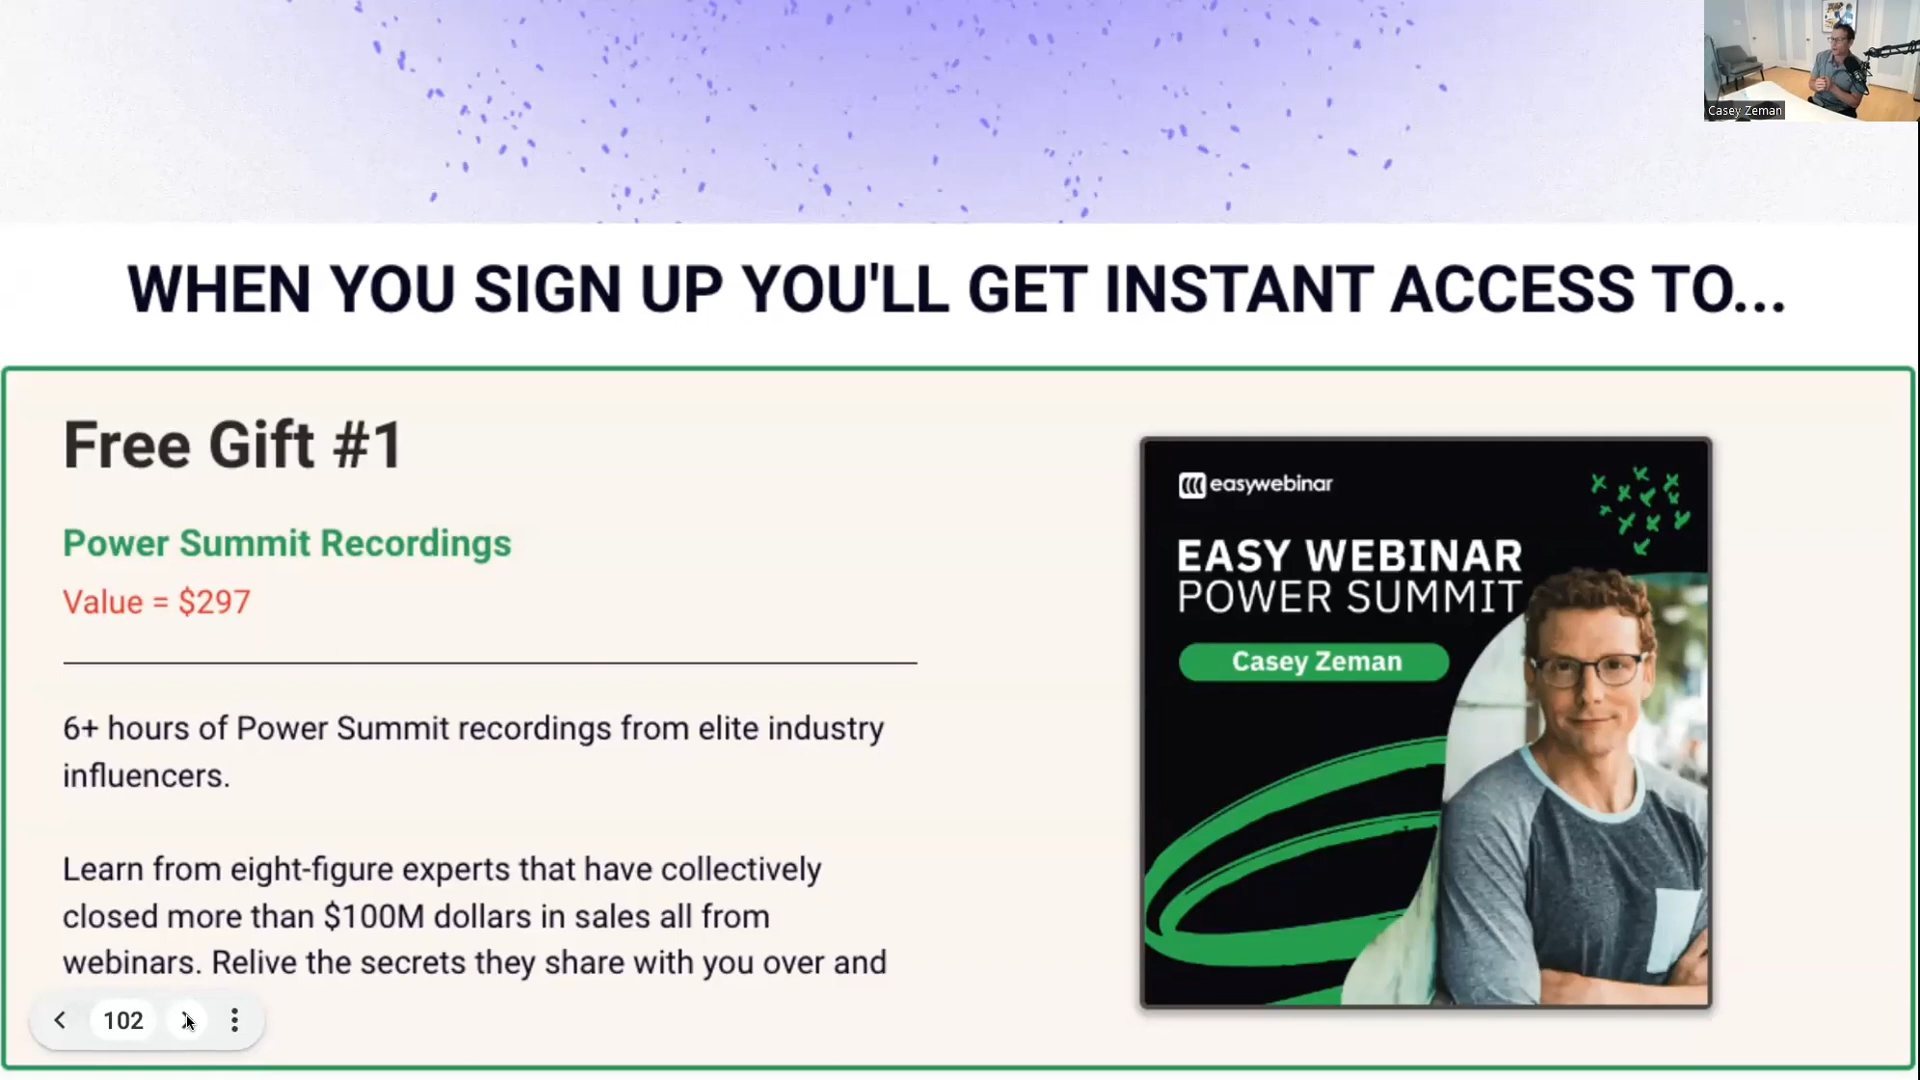 Casey Zeman
WHEN YOU SIGN UP YOU'LL GET INSTANT ACCESS TO...
Free Gift #1
Power Summit Recordings
Value = $297
6+ hours of Power Summit recordings from elite industry
influencers.
Learn from eight-figure experts that have collectively
closed more than $100M dollars in sales all from
webinars. Relive the secrets they share with you over and
easywebinar
EASY WEBINAR
POWER SUMMIT
Casey Zeman
102